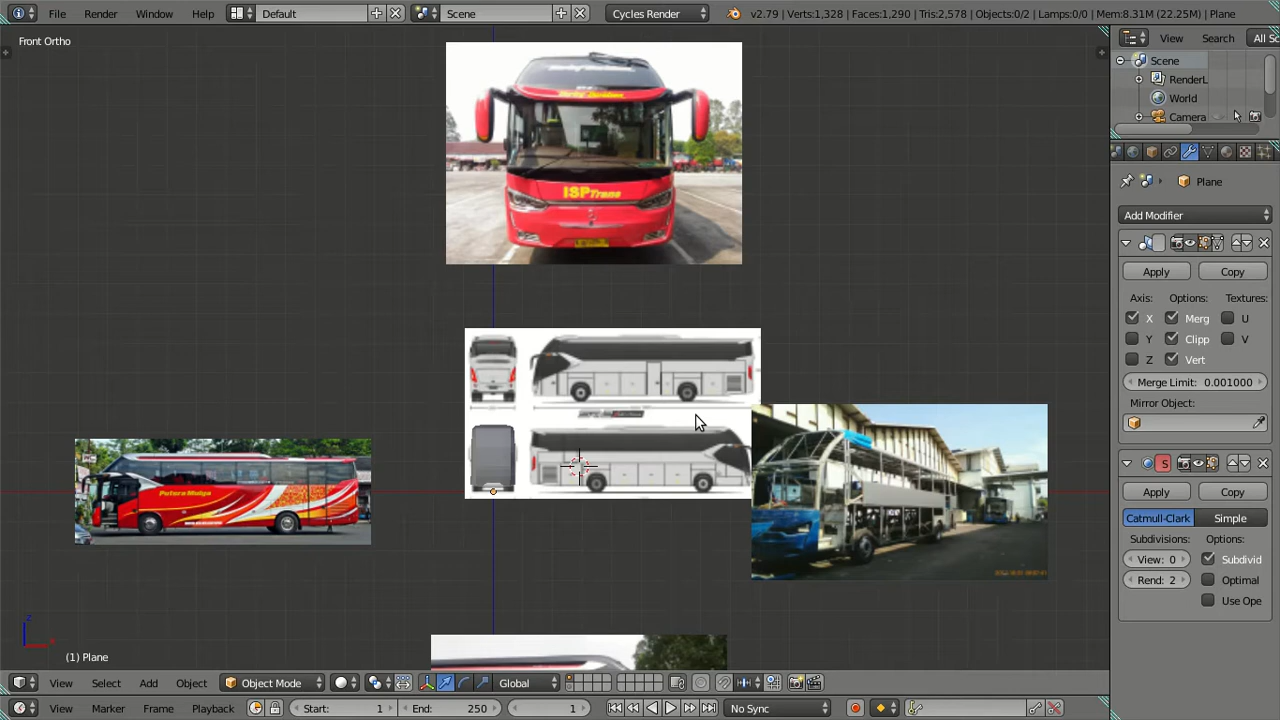 File Render Window Help Default Scene Cycles Render v2.79 | Verts:1,328 | Faces:1,290 | Tris:2,578 | Objects:0/2 | Lamps:0/0 | Mem:8.31M (22.25M) | Plane
Front Ortho
View Search All Sc
Scene
RenderL
World
Camera
Plane
Add Modifier
Apply Copy
Axis: Options: Textures:
X Merg U
Y Clipp V
Z Vert
Merge Limit: 0.001000
Mirror Object:
S
Apply Copy
Catmull-Clark Simple
Subdivisions: Options:
View: 0 Subdivid
Rend: 2 Optimal
Use Ope
ISP Trans
Putera Mulya
z
x
(1) Plane
View Select Add Object Object Mode Global
View Marker Frame Playback Start: 1 End: 250 1 No Sync